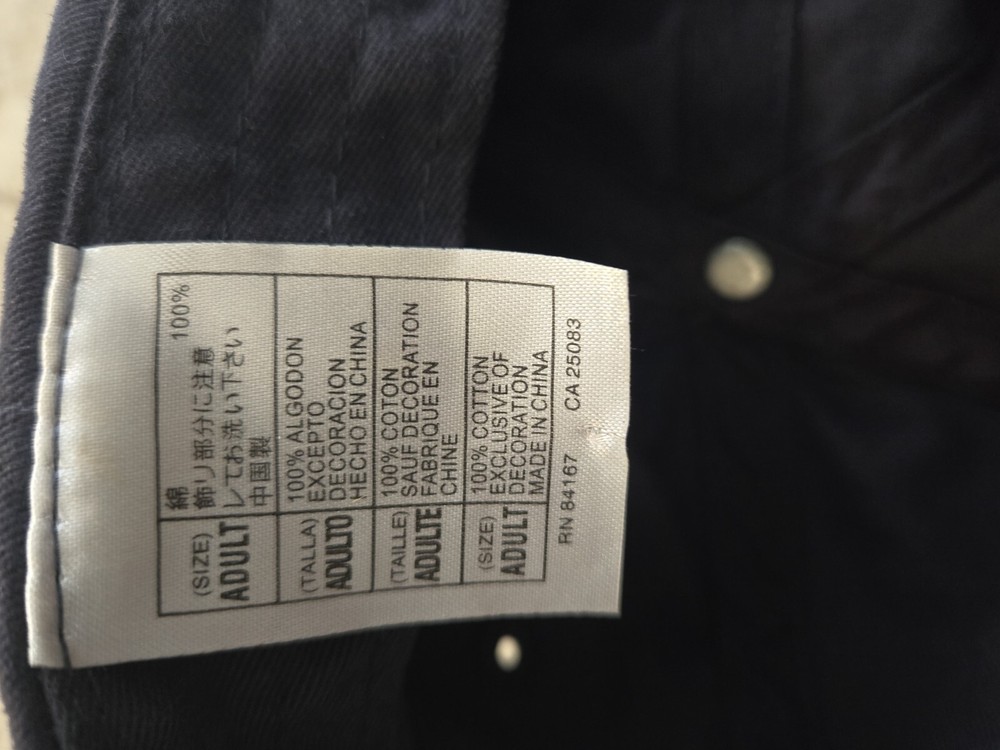 (SIZE)
ADULT
綿 100%
飾り部分に注意
してお洗い下さい
中国製
(TALLA)
ADULTO
100% ALGODON
EXCEPTO
DECORACION
HECHO EN CHINA
(TAILLE)
ADULTE
100% COTON
SAUF DECORATION
FABRIQUE EN
CHINE
(SIZE)
ADULT
100% COTTON
EXCLUSIVE OF
DECORATION
MADE IN CHINA
RN 84167 CA 25083